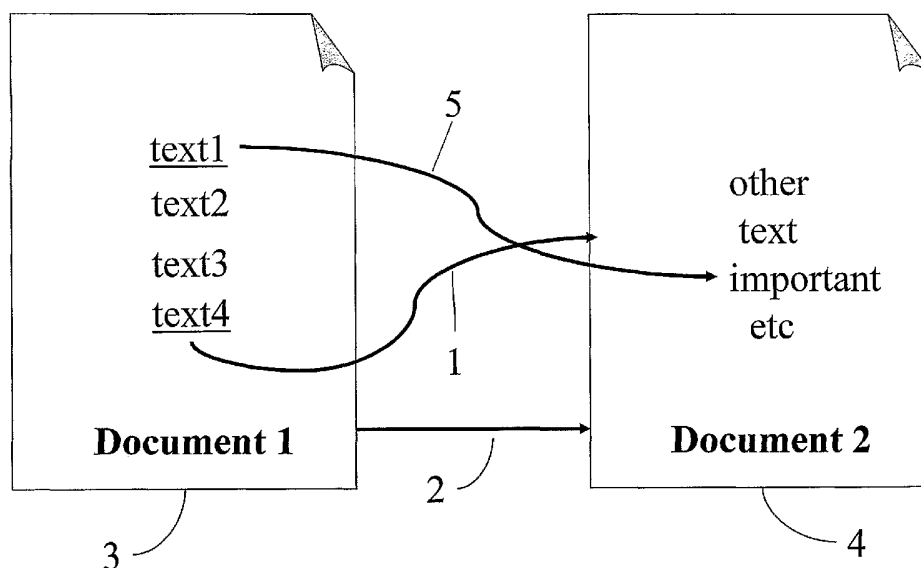 5
text1
text2
text3
text4
other
text
important
etc
1
Document 1
Document 2
2
3
4